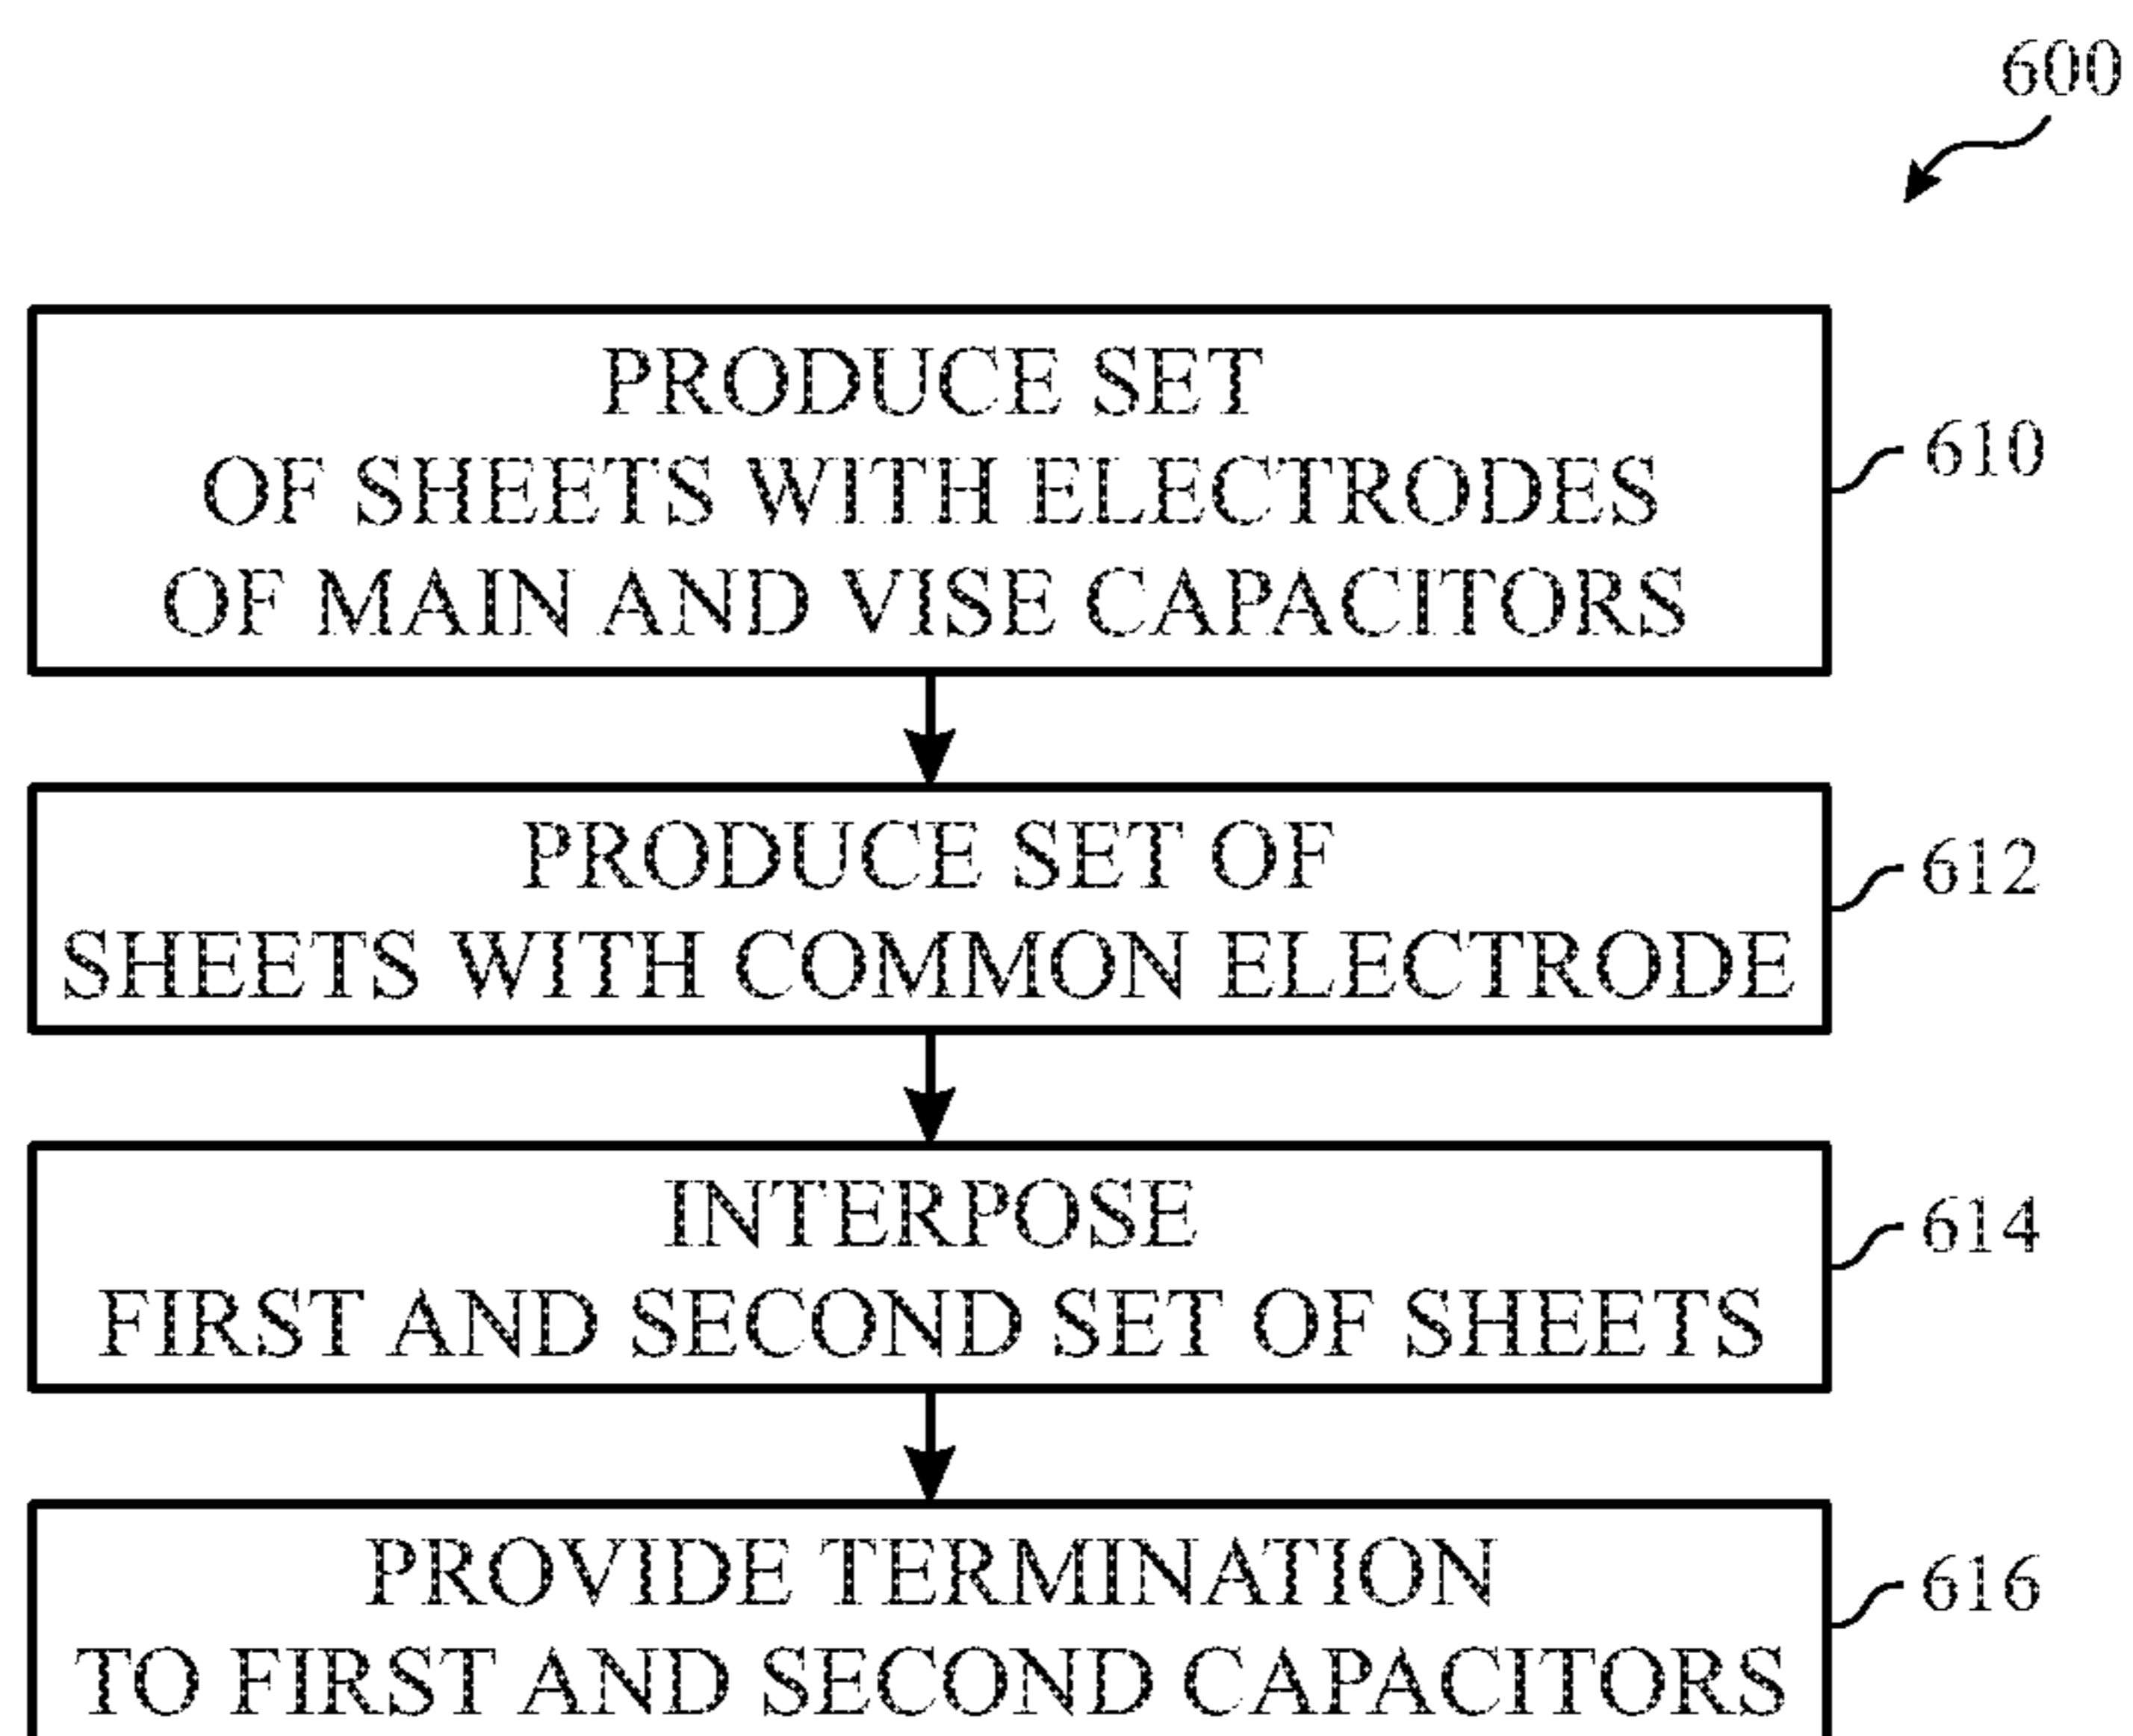 600
PRODUCE SET
OF SHEETS WITH ELECTRODES
OF MAIN AND VISE CAPACITORS
610
PRODUCE SET OF
SHEETS WITH COMMON ELECTRODE
612
INTERPOSE
FIRST AND SECOND SET OF SHEETS
614
PROVIDE TERMINATION
TO FIRST AND SECOND CAPACITORS
616